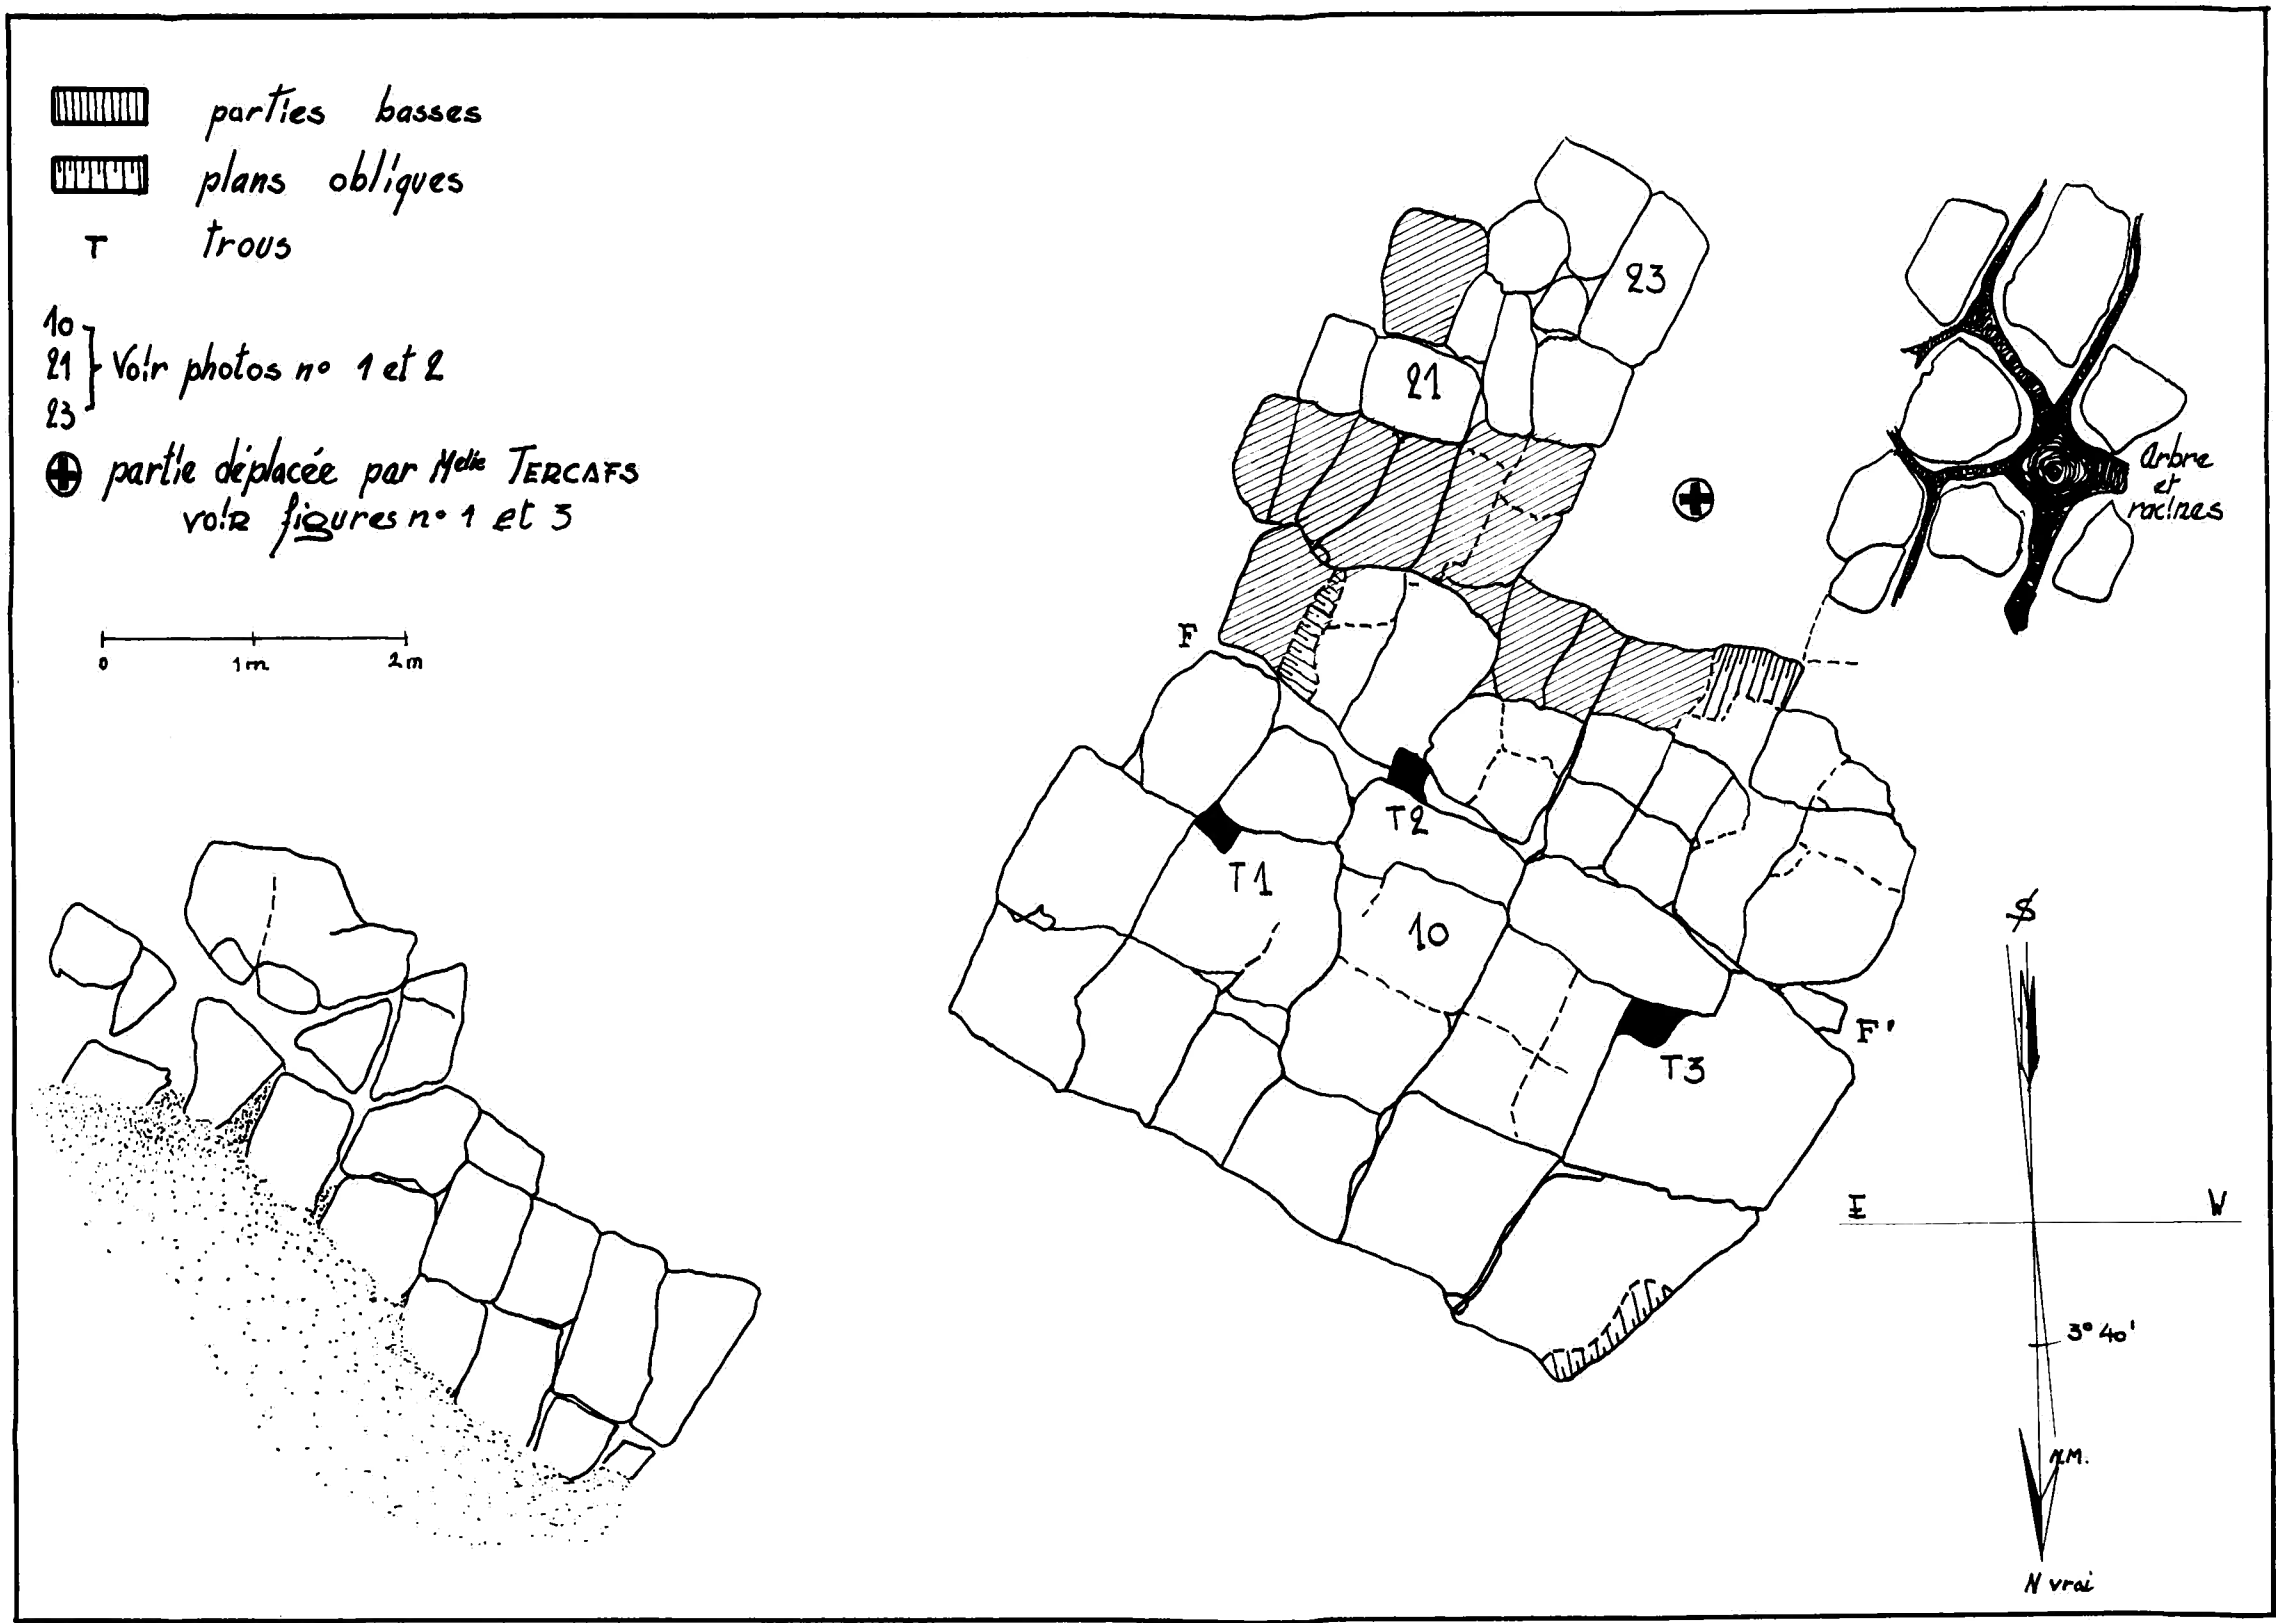 parties basses
plans obliques
T trous
10
21 Voir photos n° 1 et 2
23
partie déplacée par Melle TERCAFS
voir figures n° 1 et 3
0 1m 2m
23
21
Arbre
et
racines
F
T2
T1
10
F'
T3
S
E W
3° 40'
N.M.
N vrai